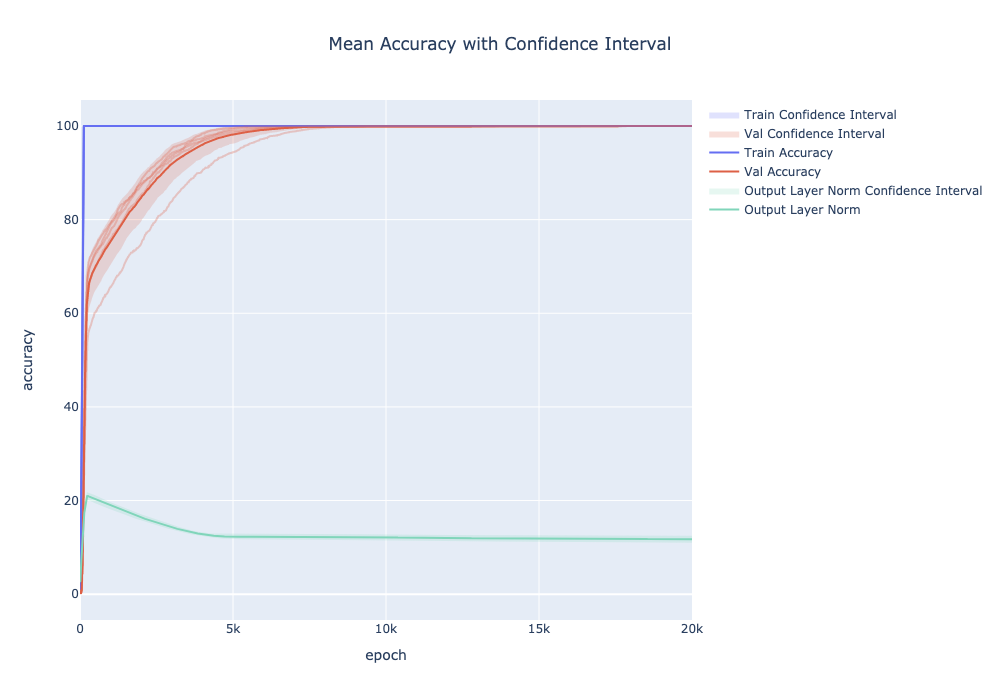 Mean Accuracy with Confidence Interval
Train Confidence Interval
Val Confidence Interval
Train Accuracy
Val Accuracy
Output Layer Norm Confidence Interval
Output Layer Norm
100
80
60
40
20
0
accuracy
0
5k
10k
15k
20k
epoch